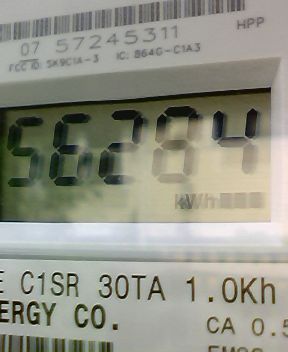 HPP
07 57245311
FCC ID: SK9C1A-3 IC: 864G-C1A3
56284
kWh
E C1SR 30TA 1.0Kh
ERGY CO.
CA 0.5